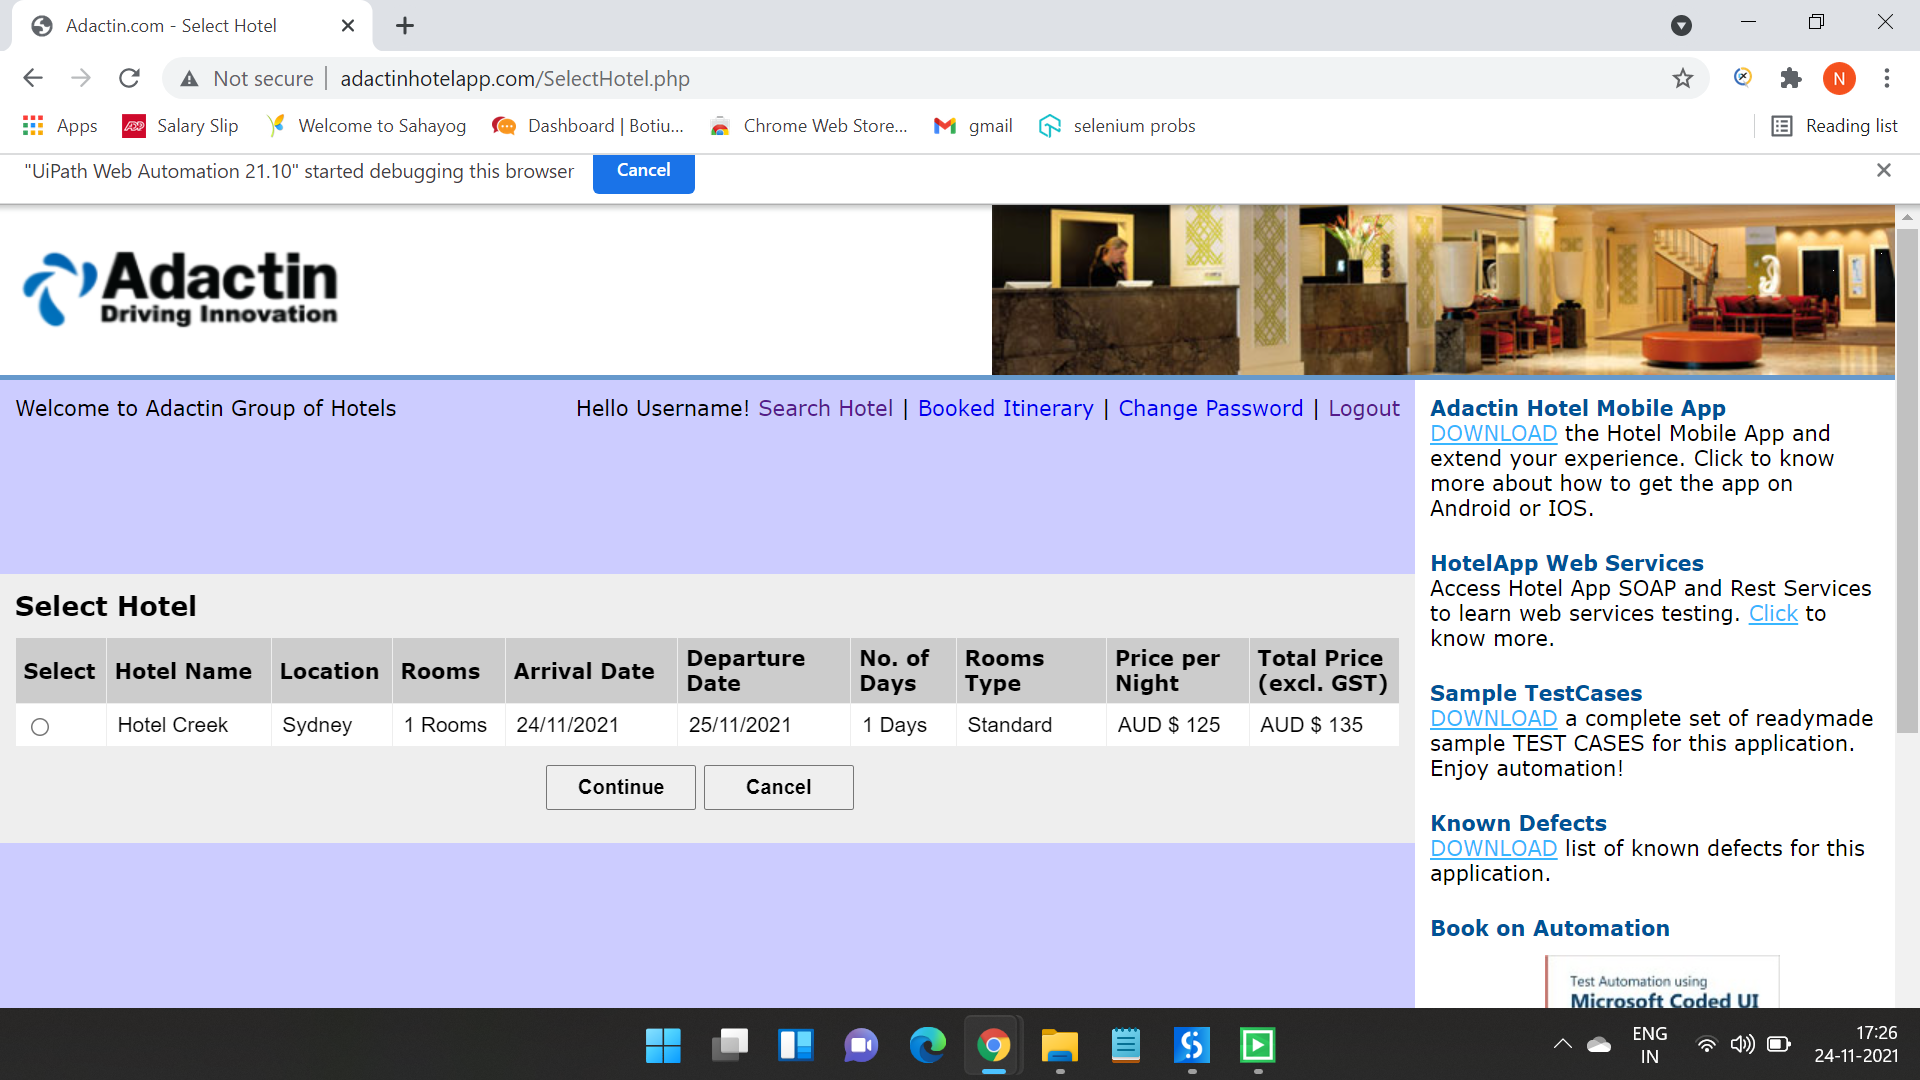 Adactin.com - Select Hotel
Not secure
adactinhotelapp.com/SelectHotel.php
N
Apps
Salary Slip
Welcome to Sahayog
Dashboard | Botiu...
Chrome Web Store...
gmail
selenium probs
Reading list
"UiPath Web Automation 21.10" started debugging this browser
Cancel
Adactin
Driving Innovation
Welcome to Adactin Group of Hotels
Hello Username! Search Hotel | Booked Itinerary | Change Password | Logout
Select Hotel
Select Hotel Name Location Rooms Arrival Date Departure Date No. of Days Rooms Type Price per Night Total Price (excl. GST)
Hotel Creek Sydney 1 Rooms 24/11/2021 25/11/2021 1 Days Standard AUD $ 125 AUD $ 135
Continue
Cancel
Adactin Hotel Mobile App
DOWNLOAD the Hotel Mobile App and
extend your experience. Click to know
more about how to get the app on
Android or IOS.
HotelApp Web Services
Access Hotel App SOAP and Rest Services
to learn web services testing. Click to
know more.
Sample TestCases
DOWNLOAD a complete set of readymade
sample TEST CASES for this application.
Enjoy automation!
Known Defects
DOWNLOAD list of known defects for this
application.
Book on Automation
Test Automation using
Microsoft Coded UI
ENG
IN
17:26
24-11-2021